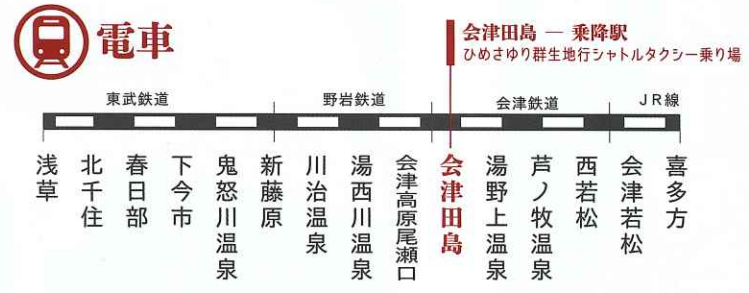 電車
会津田島 ― 乗降駅
ひめさゆり群生地行シャトルタクシー乗り場
東武鉄道
野岩鉄道
会津鉄道
JR線
浅草
北千住
春日部
下今市
鬼怒川温泉
新藤原
川治温泉
湯西川温泉
会津高原尾瀬口
会津田島
湯野上温泉
芦ノ牧温泉
西若松
会津若松
喜多方